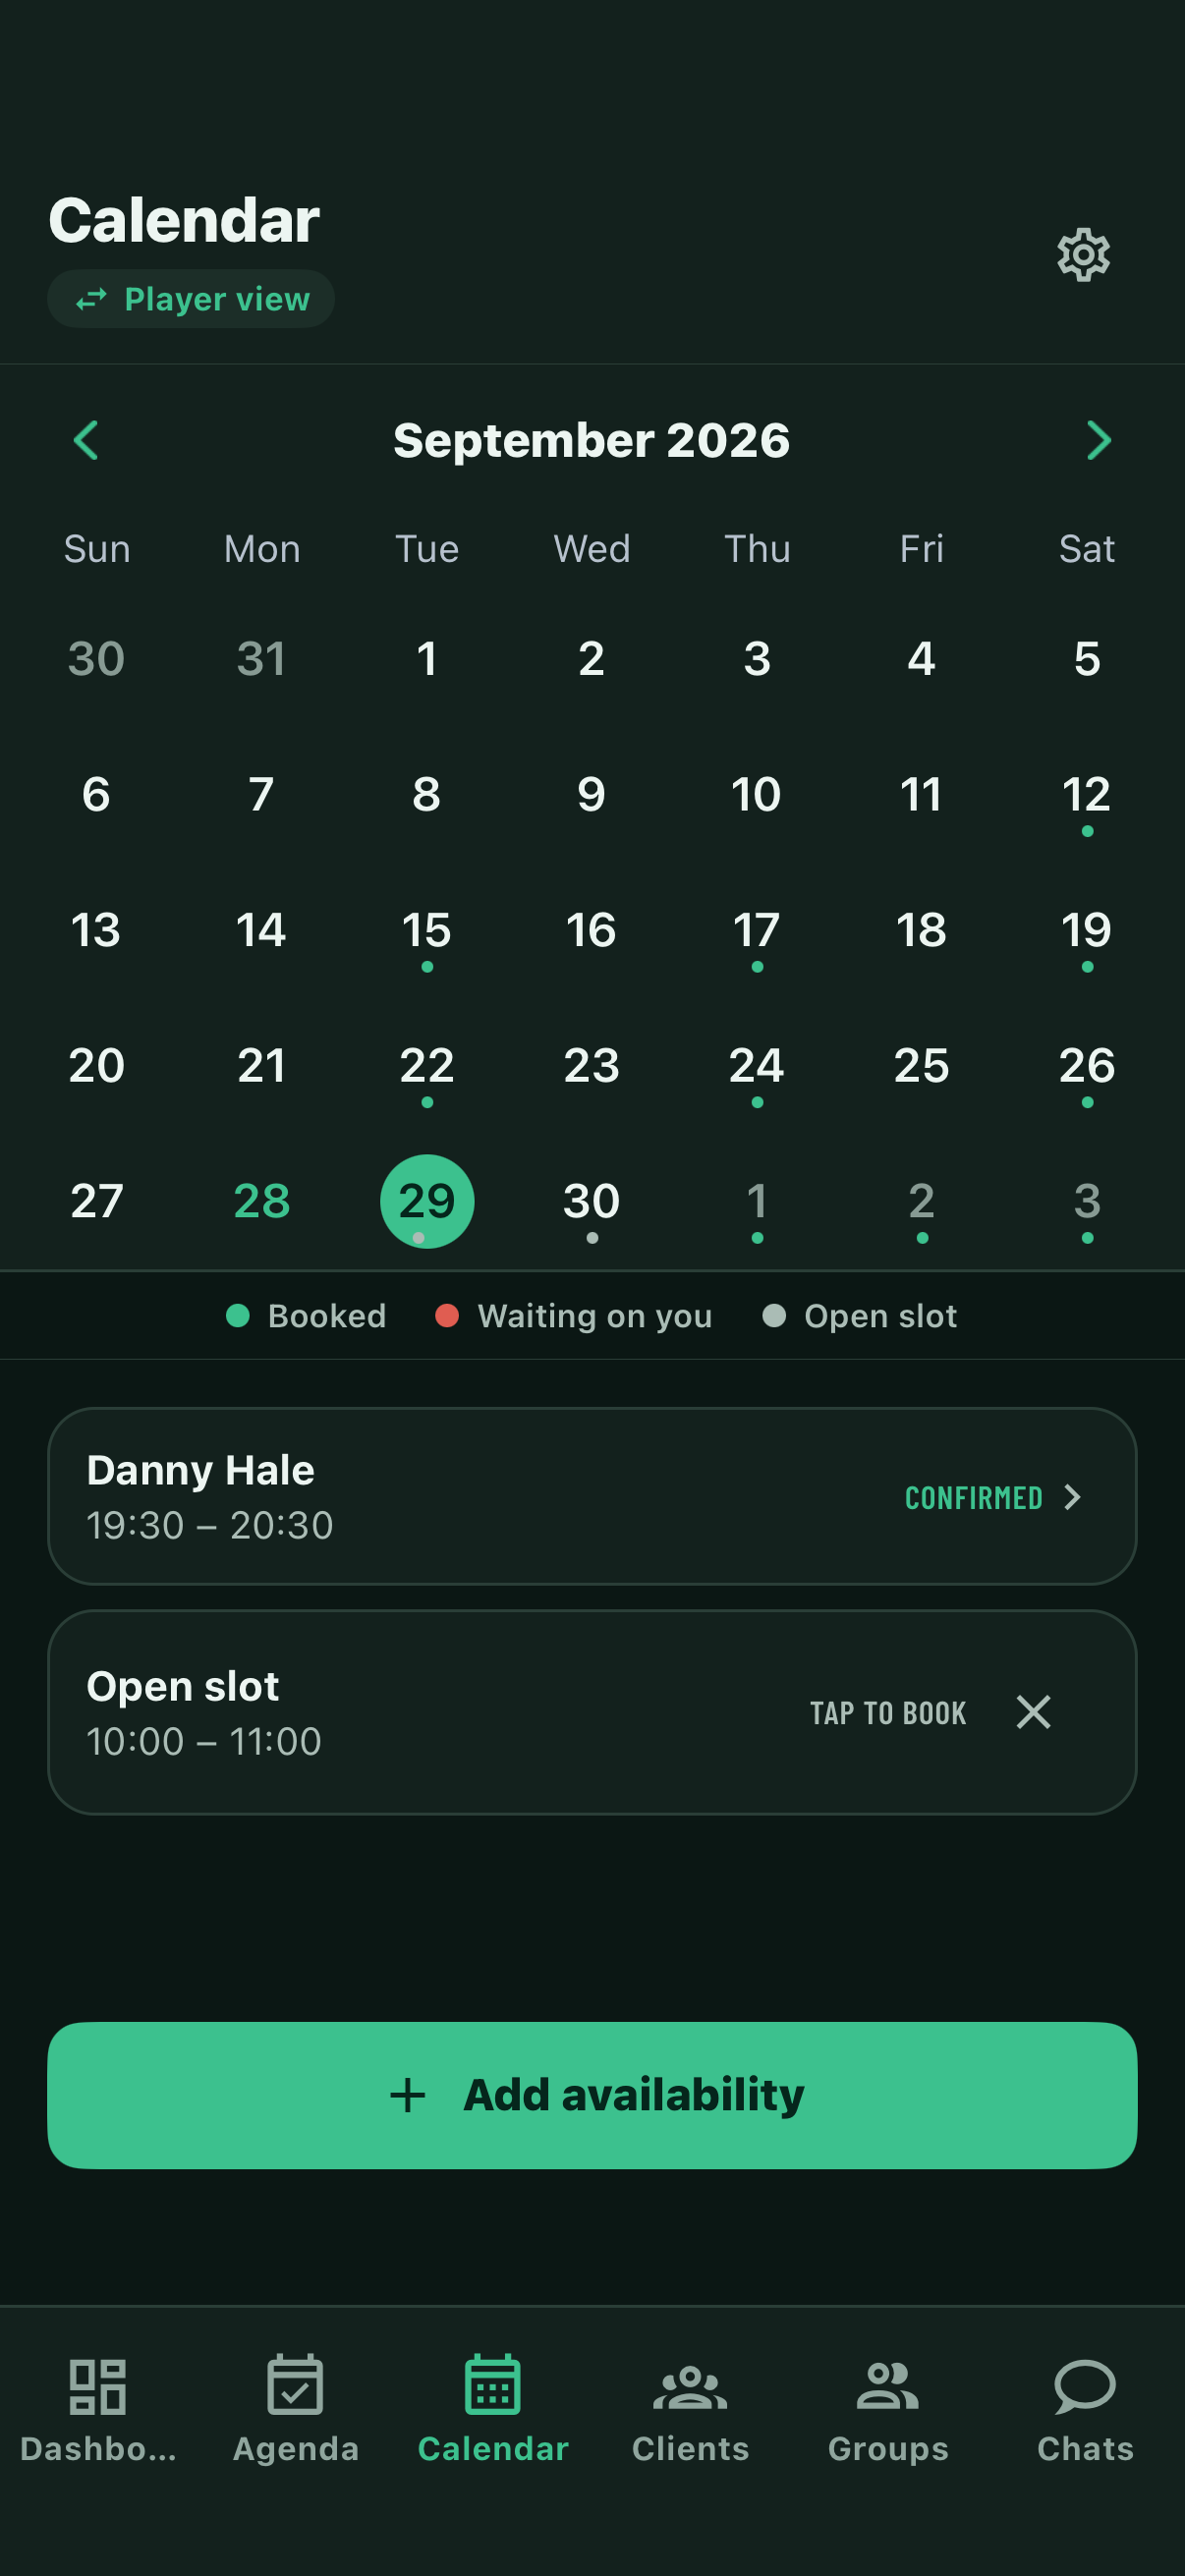 Calendar
Player view
September 2026
Sun Mon Tue Wed Thu Fri Sat
30 31 1 2 3 4 5
6 7 8 9 10 11 12
13 14 15 16 17 18 19
20 21 22 23 24 25 26
27 28 29 30 1 2 3
Booked Waiting on you Open slot
Danny Hale
19:30 – 20:30
CONFIRMED
Open slot
10:00 – 11:00
TAP TO BOOK
Add availability
Dashbo... Agenda Calendar Clients Groups Chats